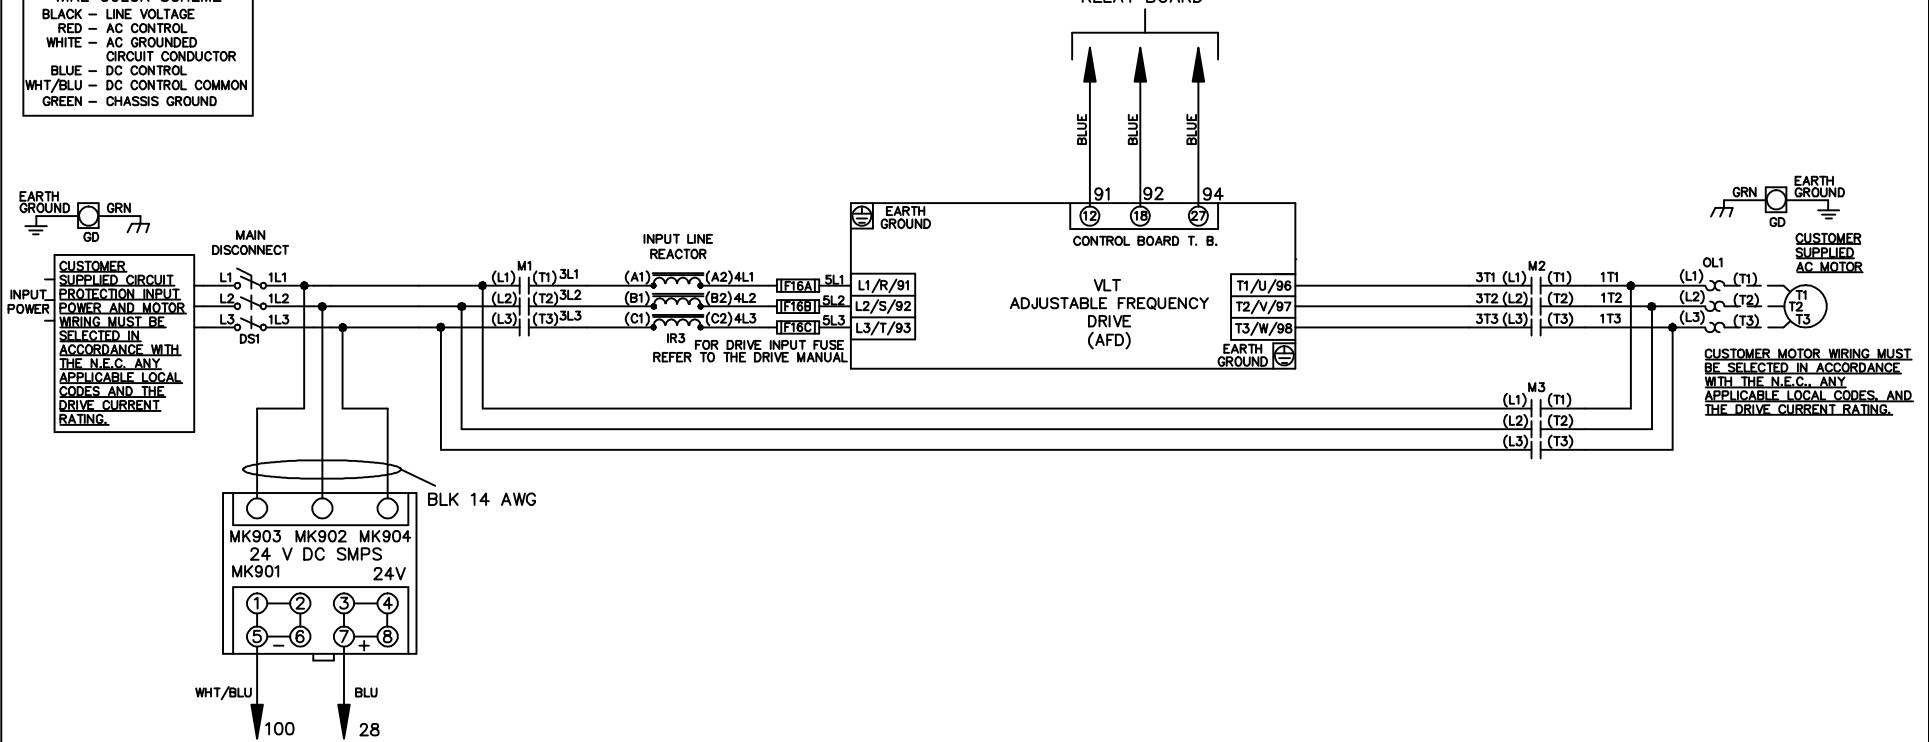 BLACK – LINE VOLTAGE
RED – AC CONTROL
WHITE – AC GROUNDED
CIRCUIT CONDUCTOR
BLUE – DC CONTROL
WHT/BLU – DC CONTROL COMMON
GREEN – CHASSIS GROUND
BLUE
BLUE
BLUE
91
92
94
12
18
27
CONTROL BOARD T. B.
EARTH
GROUND
GRN
GD
MAIN
DISCONNECT
INPUT
POWER
CUSTOMER
SUPPLIED CIRCUIT
PROTECTION INPUT
POWER AND MOTOR
WIRING MUST BE
SELECTED IN
ACCORDANCE WITH
THE N.E.C. ANY
APPLICABLE LOCAL
CODES AND THE
DRIVE CURRENT
RATING.
L1 1L1
L2 1L2
L3 1L3
DS1
M1
(L1) (T1) 3L1
(L2) (T2) 3L2
(L3) (T3) 3L3
INPUT LINE
REACTOR
(A1) (A2) 4L1
(B1) (B2) 4L2
(C1) (C2) 4L3
IR3
IF16A 5L1
IF16B 5L2
IF16C 5L3
FOR DRIVE INPUT FUSE
REFER TO THE DRIVE MANUAL
EARTH
GROUND
L1/R/91
L2/S/92
L3/T/93
VLT
ADJUSTABLE FREQUENCY
DRIVE
(AFD)
T1/U/96
T2/V/97
T3/W/98
EARTH
GROUND
M2
3T1 (L1) (T1) 1T1
3T2 (L2) (T2) 1T2
3T3 (L3) (T3) 1T3
M3
(L1) (T1)
(L2) (T2)
(L3) (T3)
GRN
EARTH
GROUND
GD
CUSTOMER
SUPPLIED
AC MOTOR
OL1
(L1) (T1)
(L2) (T2)
(L3) (T3)
T1
T2
T3
CUSTOMER MOTOR WIRING MUST
BE SELECTED IN ACCORDANCE
WITH THE N.E.C., ANY
APPLICABLE LOCAL CODES, AND
THE DRIVE CURRENT RATING.
BLK 14 AWG
MK903 MK902 MK904
24 V DC SMPS
MK901 24V
1 2 3 4
5 6 7 8
– +
WHT/BLU BLU
100 28